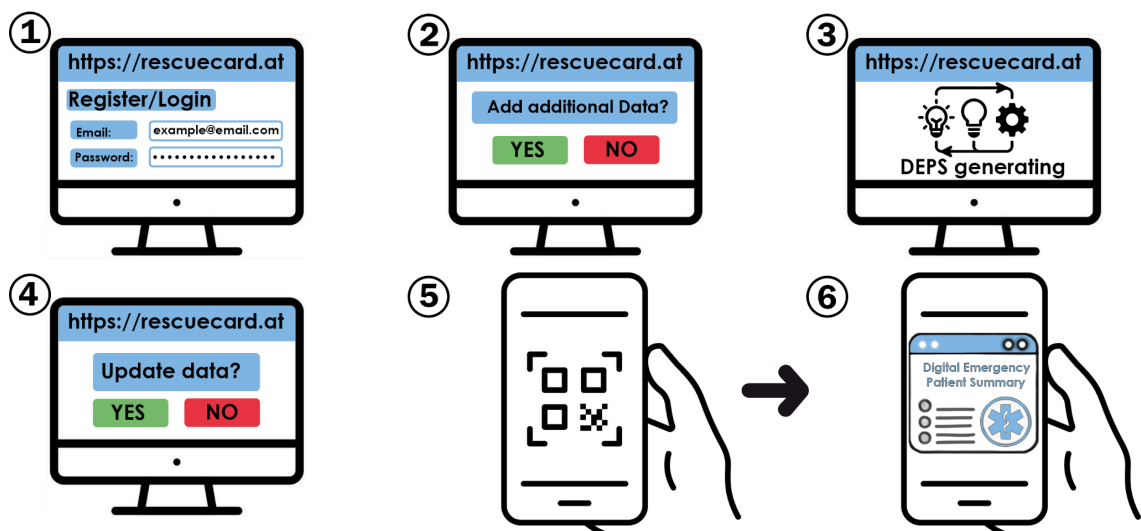 ①
https://rescuecard.at
Register/Login
Email: example@email.com
Password: •••••••••••••••••
②
https://rescuecard.at
Add additional Data?
YES NO
③
https://rescuecard.at
DEPS generating
④
https://rescuecard.at
Update data?
YES NO
⑤
⑥
Digital Emergency
Patient Summary